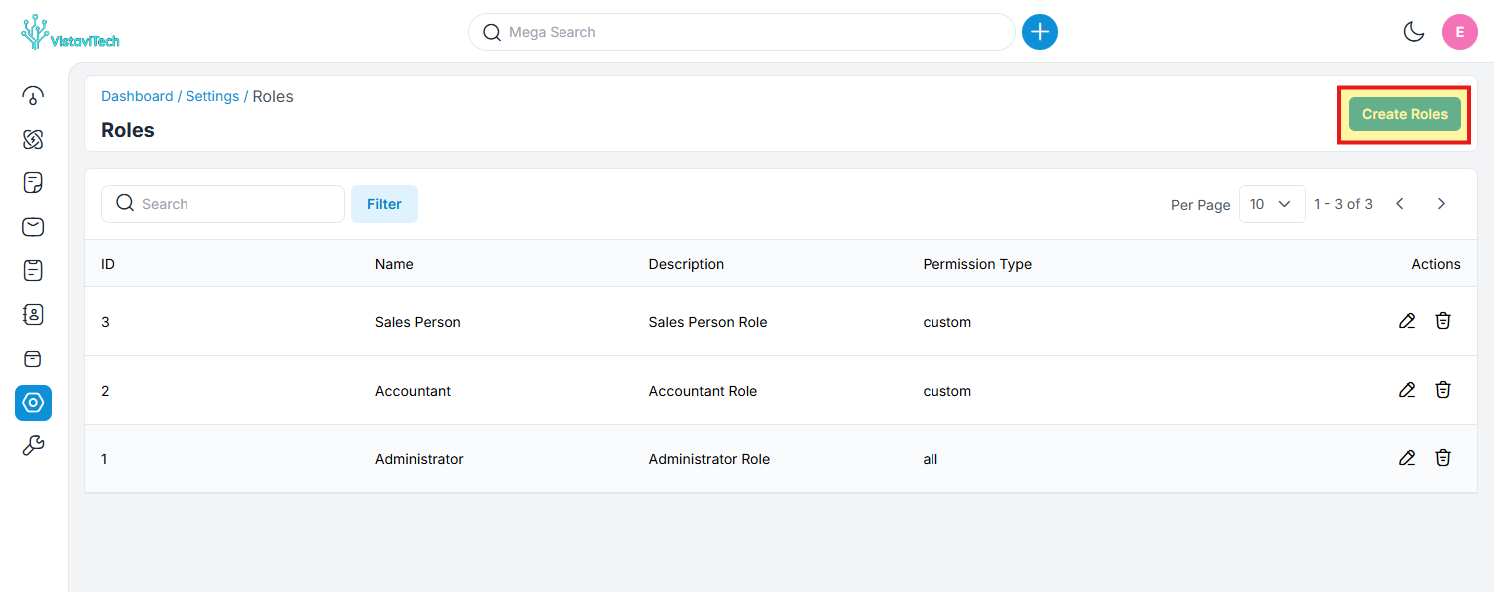 VistaviTech
Mega Search
E
Dashboard / Settings / Roles
Roles
Create Roles
Search
Filter
Per Page 10 1 - 3 of 3
ID Name Description Permission Type Actions
3 Sales Person Sales Person Role custom
2 Accountant Accountant Role custom
1 Administrator Administrator Role all